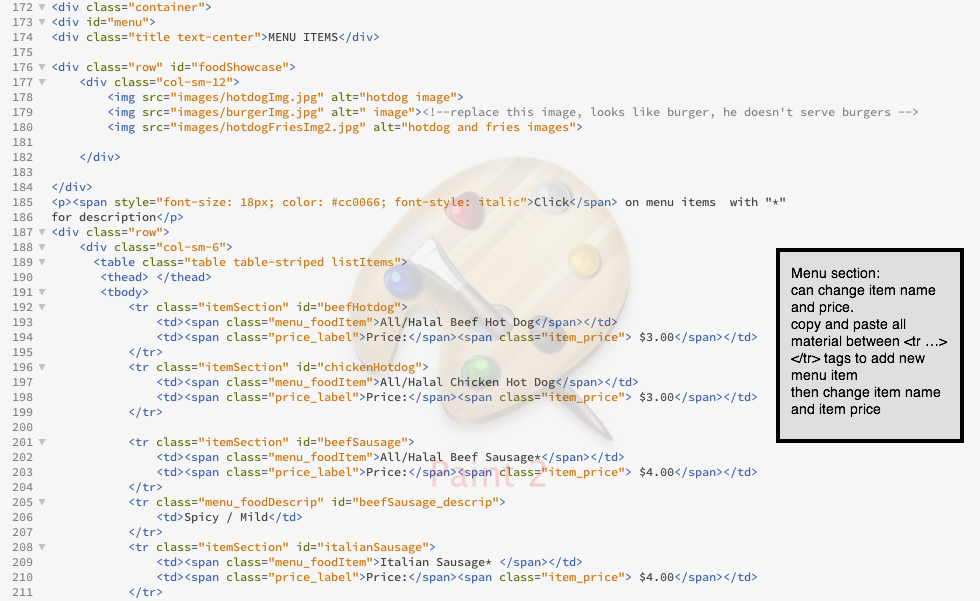 172 <div class="container">
173 <div id="menu">
174 <div class="title text-center">MENU ITEMS</div>
175
176 <div class="row" id="foodShowcase">
177 <div class="col-sm-12">
178 <img src="images/hotdogImg.jpg" alt="hotdog image">
179 <img src="images/burgerImg.jpg" alt=" image"><!--replace this image, looks like burger, he doesn't serve burgers -->
180 <img src="images/hotdogFriesImg2.jpg" alt="hotdog and fries images">
181
182 </div>
183
184 </div>
185 <p><span style="font-size: 18px; color: #cc0066; font-style: italic">Click</span> on menu items  with "*"
186 for description</p>
187 <div class="row">
188 <div class="col-sm-6">
189 <table class="table table-striped listItems">
190 <thead> </thead>
191 <tbody>
192 <tr class="itemSection" id="beefHotdog">
193 <td><span class="menu_foodItem">All/Halal Beef Hot Dog</span></td>
194 <td><span class="price_label">Price:</span><span class="item_price"> $3.00</span></td>
195 </tr>
196 <tr class="itemSection" id="chickenHotdog">
197 <td><span class="menu_foodItem">All/Halal Chicken Hot Dog</span></td>
198 <td><span class="price_label">Price:</span><span class="item_price"> $3.00</span></td>
199 </tr>
200
201 <tr class="itemSection" id="beefSausage">
202 <td><span class="menu_foodItem">All/Halal Beef Sausage*</span></td>
203 <td><span class="price_label">Price:</span><span class="item_price"> $4.00</span></td>
204 </tr>
205 <tr class="menu_foodDescrip" id="beefSausage_descrip">
206 <td>Spicy / Mild</td>
207 </tr>
208 <tr class="itemSection" id="italianSausage">
209 <td><span class="menu_foodItem">Italian Sausage* </span></td>
210 <td><span class="price_label">Price:</span><span class="item_price"> $4.00</span></td>
211 </tr>
Menu section:
can change item name
and price.
copy and paste all
material between <tr ...>
</tr> tags to add new
menu item
then change item name
and item price
Paint 2